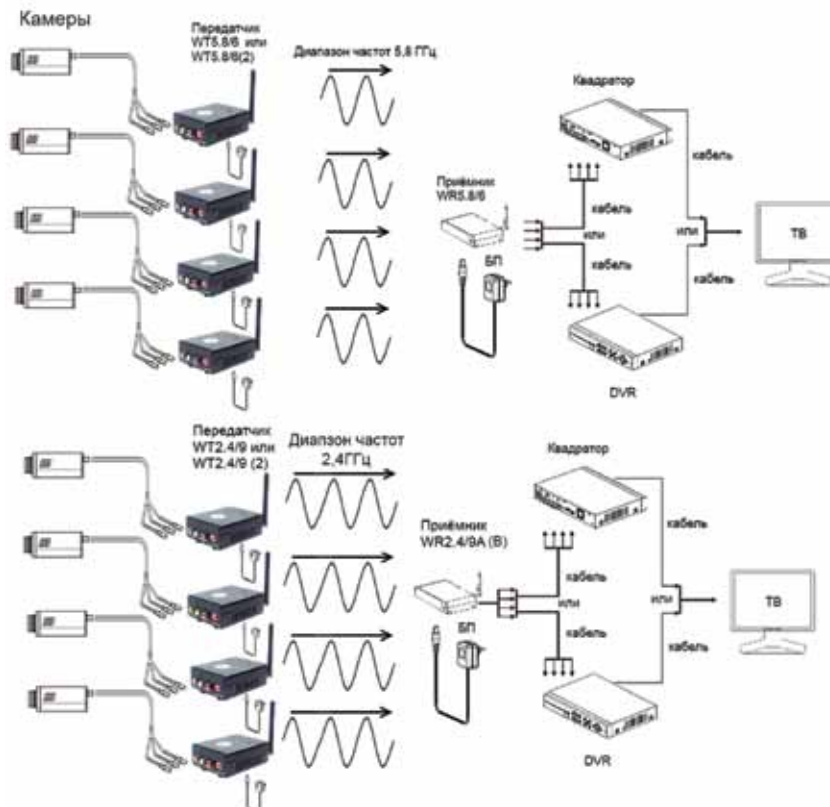 Камеры
Передатчик
WT5.8/6 или
WT5.8/6(2)
Диапазон частот 5,8 ГГц
Квадратор
кабель
Приёмник
WR5.8/6
кабель
или
кабель
БП
или
ТВ
кабель
DVR
Передатчик
WT2.4/9 или
WT2.4/9 (2)
Диапзон частот
2,4ГГц
Квадратор
кабель
Приёмник
WR2.4/9A (B)
кабель
или
кабель
БП
или
ТВ
кабель
DVR